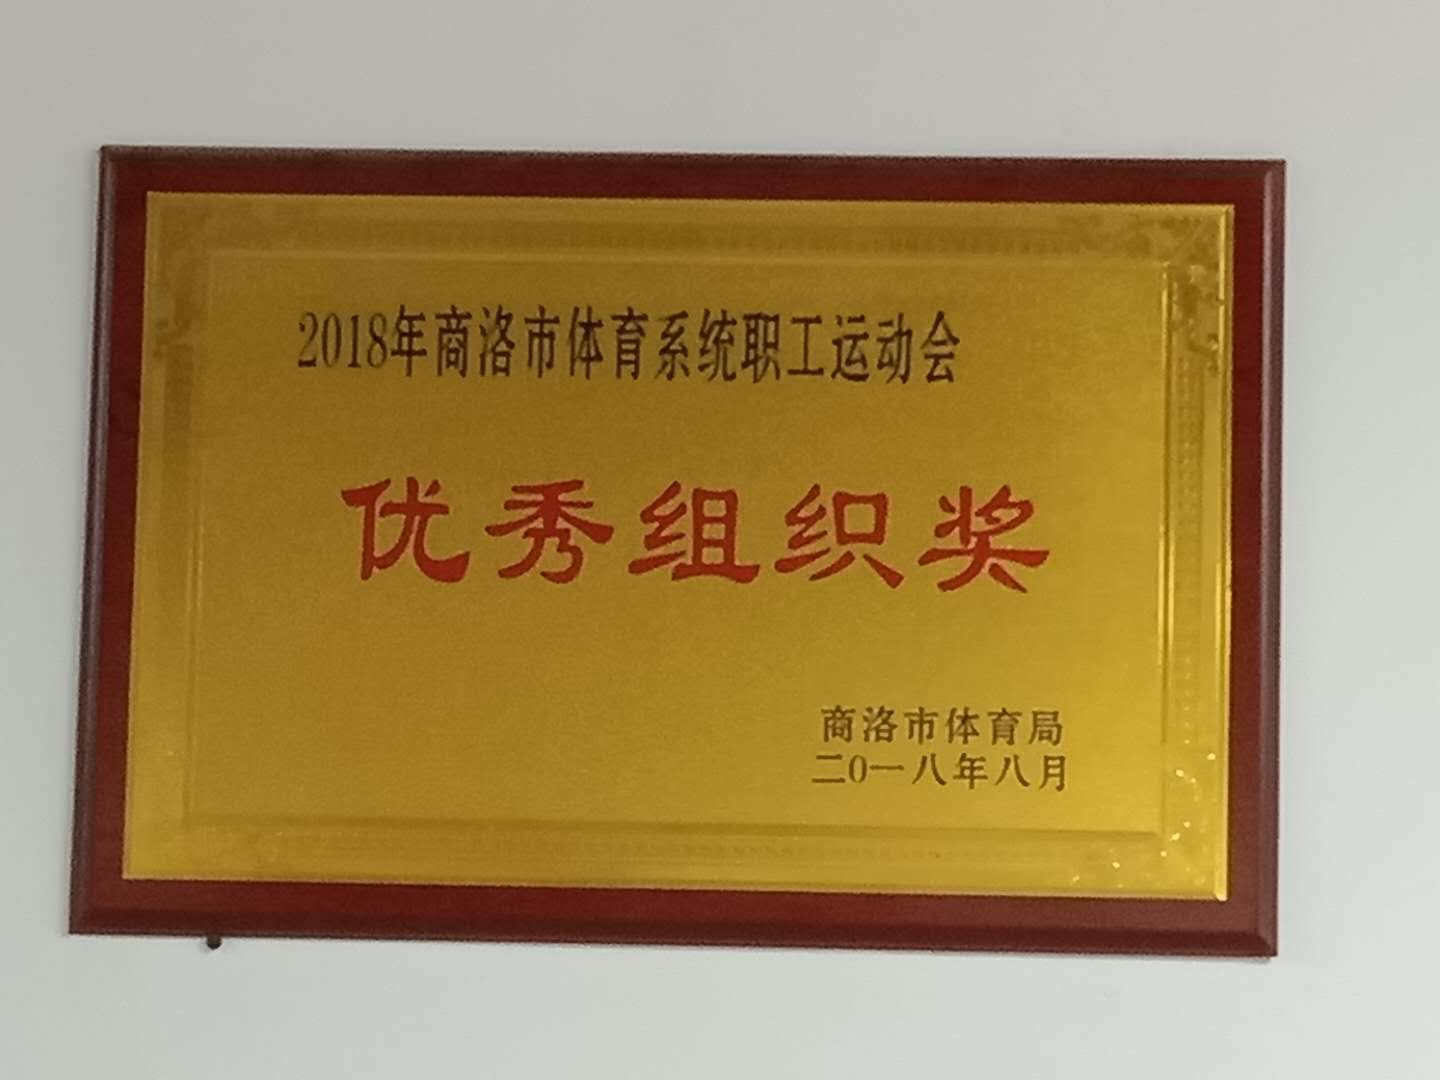 2018年商洛市体育系统职工运动会
优秀组织奖
商洛市体育局
二0一八年八月